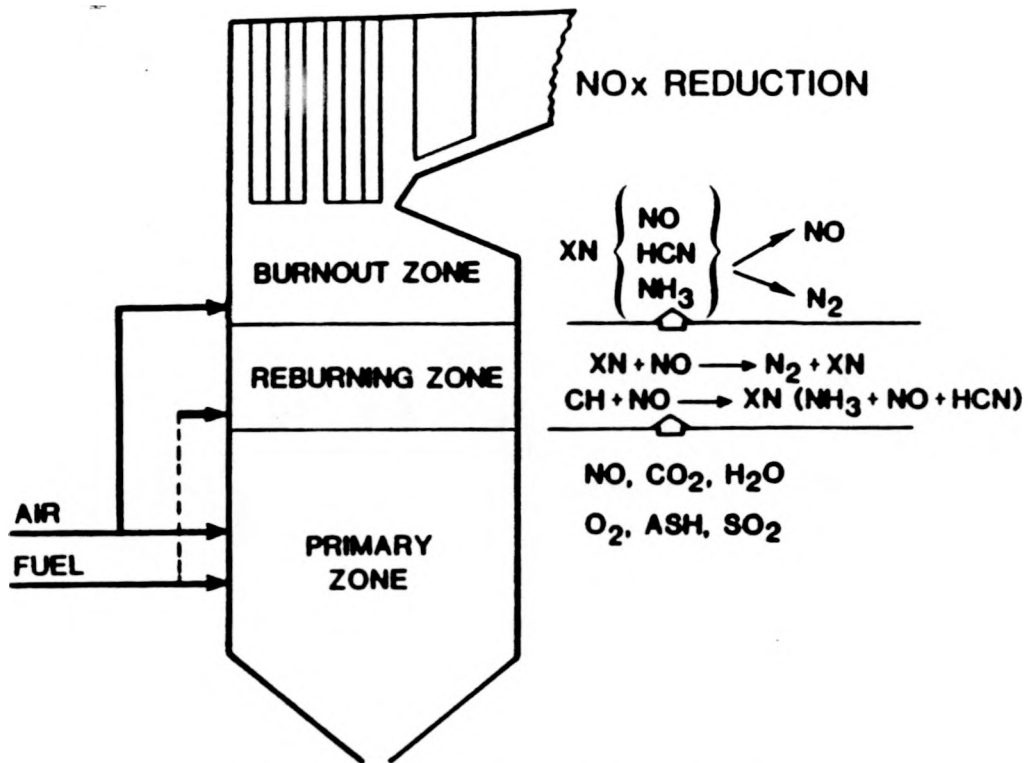 NOx REDUCTION
XN { NO HCN NH3 } → NO → N2
BURNOUT ZONE
XN + NO → N2 + XN
REBURNING ZONE
CH + NO → XN (NH3 + NO + HCN)
NO, CO2, H2O
O2, ASH, SO2
AIR
FUEL
PRIMARY
ZONE